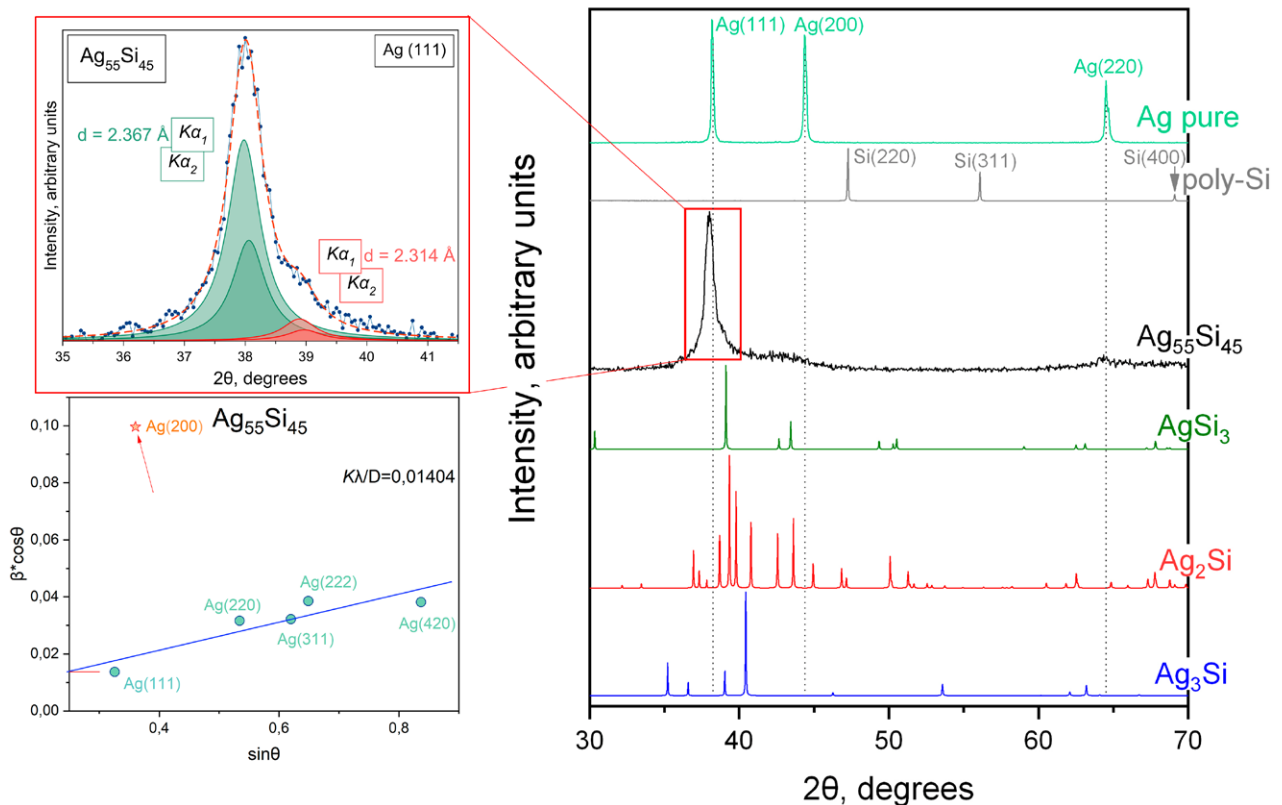 Ag55Si45
Ag (111)
d = 2.367 Å
Kα1
Kα2
Kα1
d = 2.314 Å
Kα2
Intensity, arbitrary units
35
36
37
38
39
40
41
2θ, degrees
Ag55Si45
Ag(200)
Kλ/D=0,01404
Ag(222)
Ag(220)
Ag(311)
Ag(420)
Ag(111)
0,10
0,08
0,06
0,04
0,02
0,00
β*cosθ
0,4
0,6
0,8
sinθ
Ag(111)
Ag(200)
Ag(220)
Ag pure
Si(220)
Si(311)
Si(400)
poly-Si
Ag55Si45
AgSi3
Ag2Si
Ag3Si
Intensity, arbitrary units
30
40
50
60
70
2θ, degrees